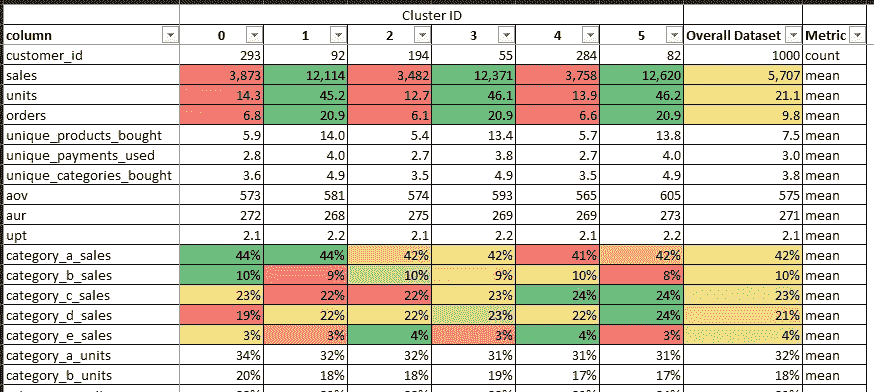 Cluster ID
column 0 1 2 3 4 5 Overall Dataset Metric
customer_id 293 92 194 55 284 82 1000 count
sales 3,873 12,114 3,482 12,371 3,758 12,620 5,707 mean
units 14.3 45.2 12.7 46.1 13.9 46.2 21.1 mean
orders 6.8 20.9 6.1 20.9 6.6 20.9 9.8 mean
unique_products_bought 5.9 14.0 5.4 13.4 5.7 13.8 7.5 mean
unique_payments_used 2.8 4.0 2.7 3.8 2.7 4.0 3.0 mean
unique_categories_bought 3.6 4.9 3.5 4.9 3.5 4.9 3.8 mean
aov 573 581 574 593 565 605 575 mean
aur 272 268 275 269 269 273 271 mean
upt 2.1 2.2 2.1 2.2 2.1 2.2 2.1 mean
category_a_sales 44% 44% 42% 42% 41% 42% 42% mean
category_b_sales 10% 9% 10% 9% 10% 8% 10% mean
category_c_sales 23% 22% 22% 23% 24% 24% 23% mean
category_d_sales 19% 22% 22% 23% 22% 24% 21% mean
category_e_sales 3% 3% 4% 3% 4% 3% 4% mean
category_a_units 34% 32% 32% 31% 31% 31% 32% mean
category_b_units 20% 18% 18% 19% 17% 17% 18% mean